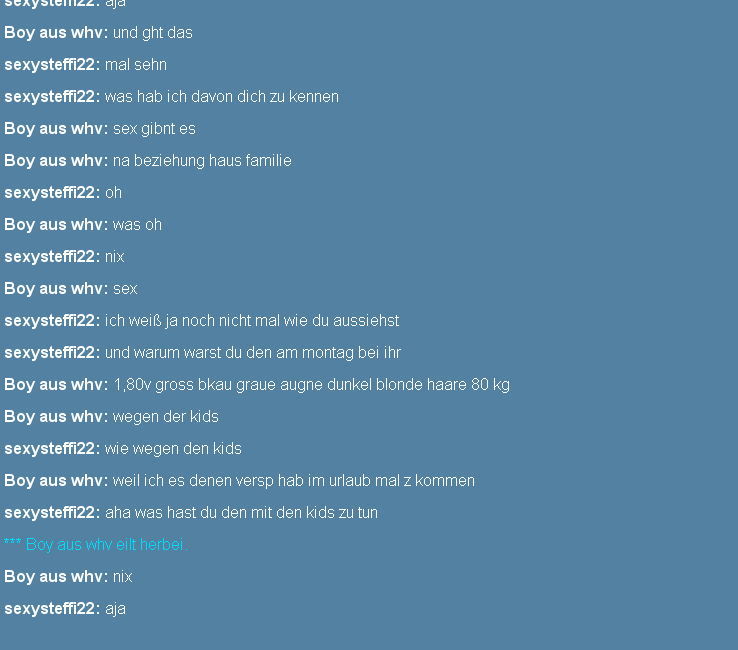 sexysteffi22: aja
Boy aus whv: und ght das
sexysteffi22: mal sehn
sexysteffi22: was hab ich davon dich zu kennen
Boy aus whv: sex gibnt es
Boy aus whv: na beziehung haus familie
sexysteffi22: oh
Boy aus whv: was oh
sexysteffi22: nix
Boy aus whv: sex
sexysteffi22: ich weiß ja noch nicht mal wie du aussiehst
sexysteffi22: und warum warst du den am montag bei ihr
Boy aus whv: 1,80v gross bkau graue augne dunkel blonde haare 80 kg
Boy aus whv: wegen der kids
sexysteffi22: wie wegen den kids
Boy aus whv: weil ich es denen versp hab im urlaub mal z kommen
sexysteffi22: aha was hast du den mit den kids zu tun
*** Boy aus whv eilt herbei.
Boy aus whv: nix
sexysteffi22: aja